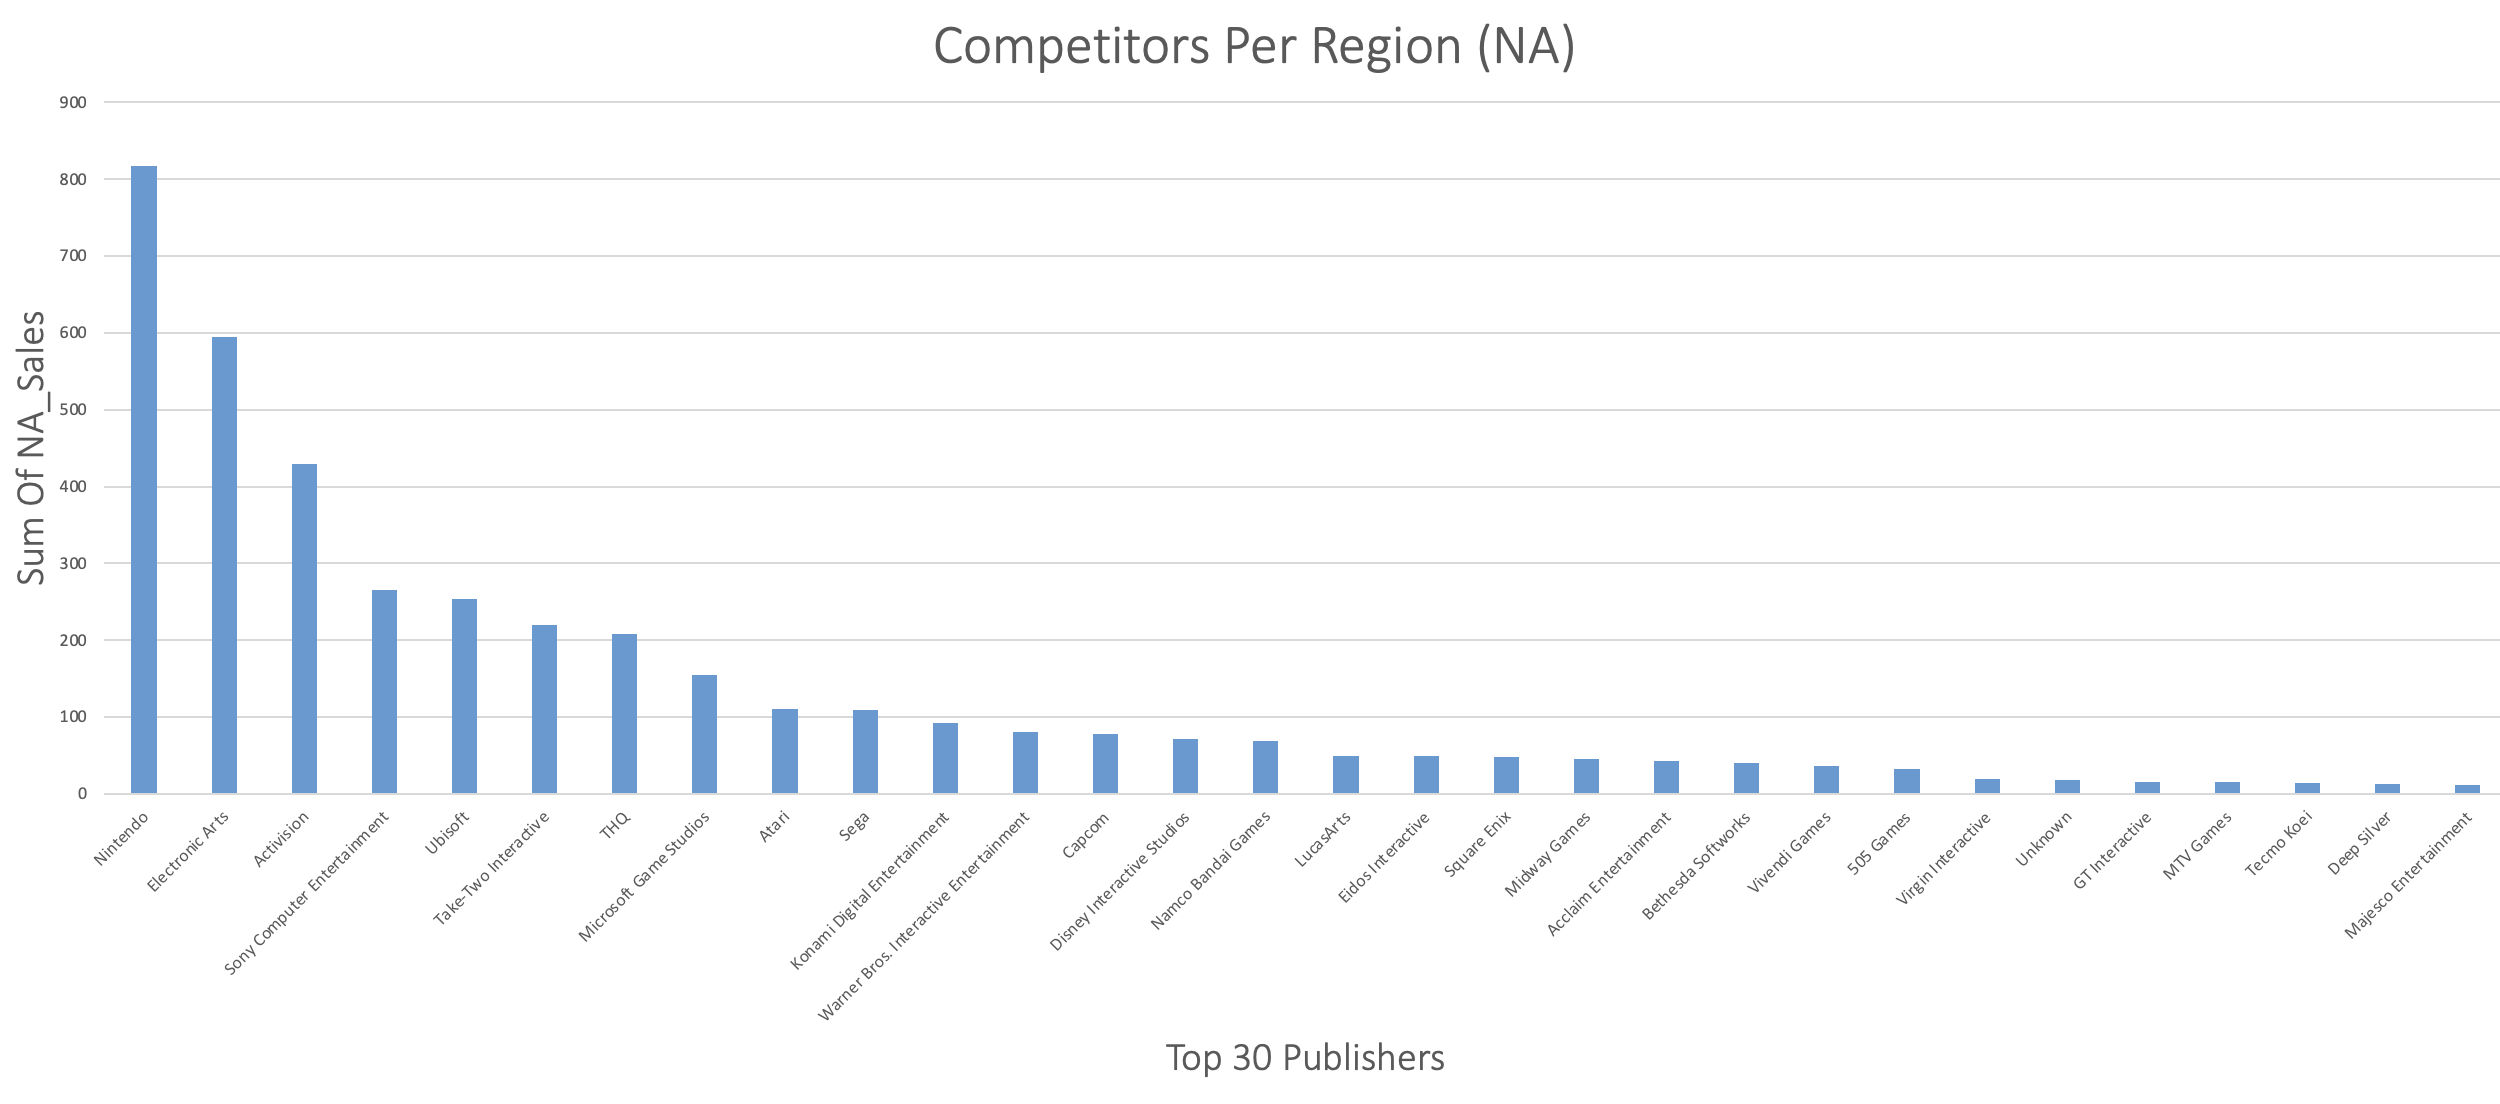 Competitors Per Region (NA)
Sum Of NA_Sales
900
800
700
600
500
400
300
200
100
0
Nintendo
Electronic Arts
Activision
Sony Computer Entertainment
Ubisoft
Take-Two Interactive
THQ
Microsoft Game Studios
Atari
Sega
Konami Digital Entertainment
Warner Bros. Interactive Entertainment
Capcom
Disney Interactive Studios
Namco Bandai Games
LucasArts
Eidos Interactive
Square Enix
Midway Games
Acclaim Entertainment
Bethesda Softworks
Vivendi Games
505 Games
Virgin Interactive
Unknown
GT Interactive
MTV Games
Tecmo Koei
Deep Silver
Majesco Entertainment
Top 30 Publishers